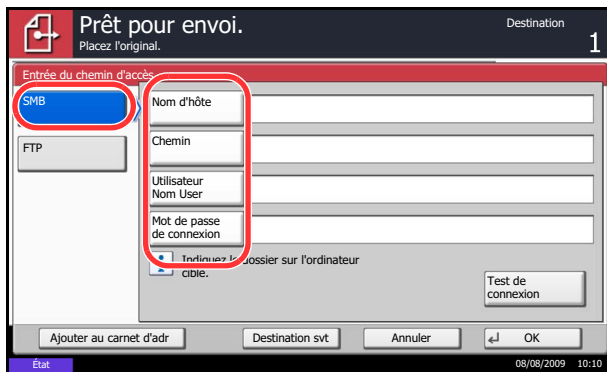 Prêt pour envoi.
Placez l'original.
Destination
1
Entrée du chemin d'accès
SMB
FTP
Nom d'hôte
Chemin
Utilisateur
Nom User
Mot de passe
de connexion
Indiquez le dossier sur l'ordinateur
cible.
Test de
connexion
Ajouter au carnet d'adr
Destination svt
Annuler
OK
État
08/08/2009 10:10